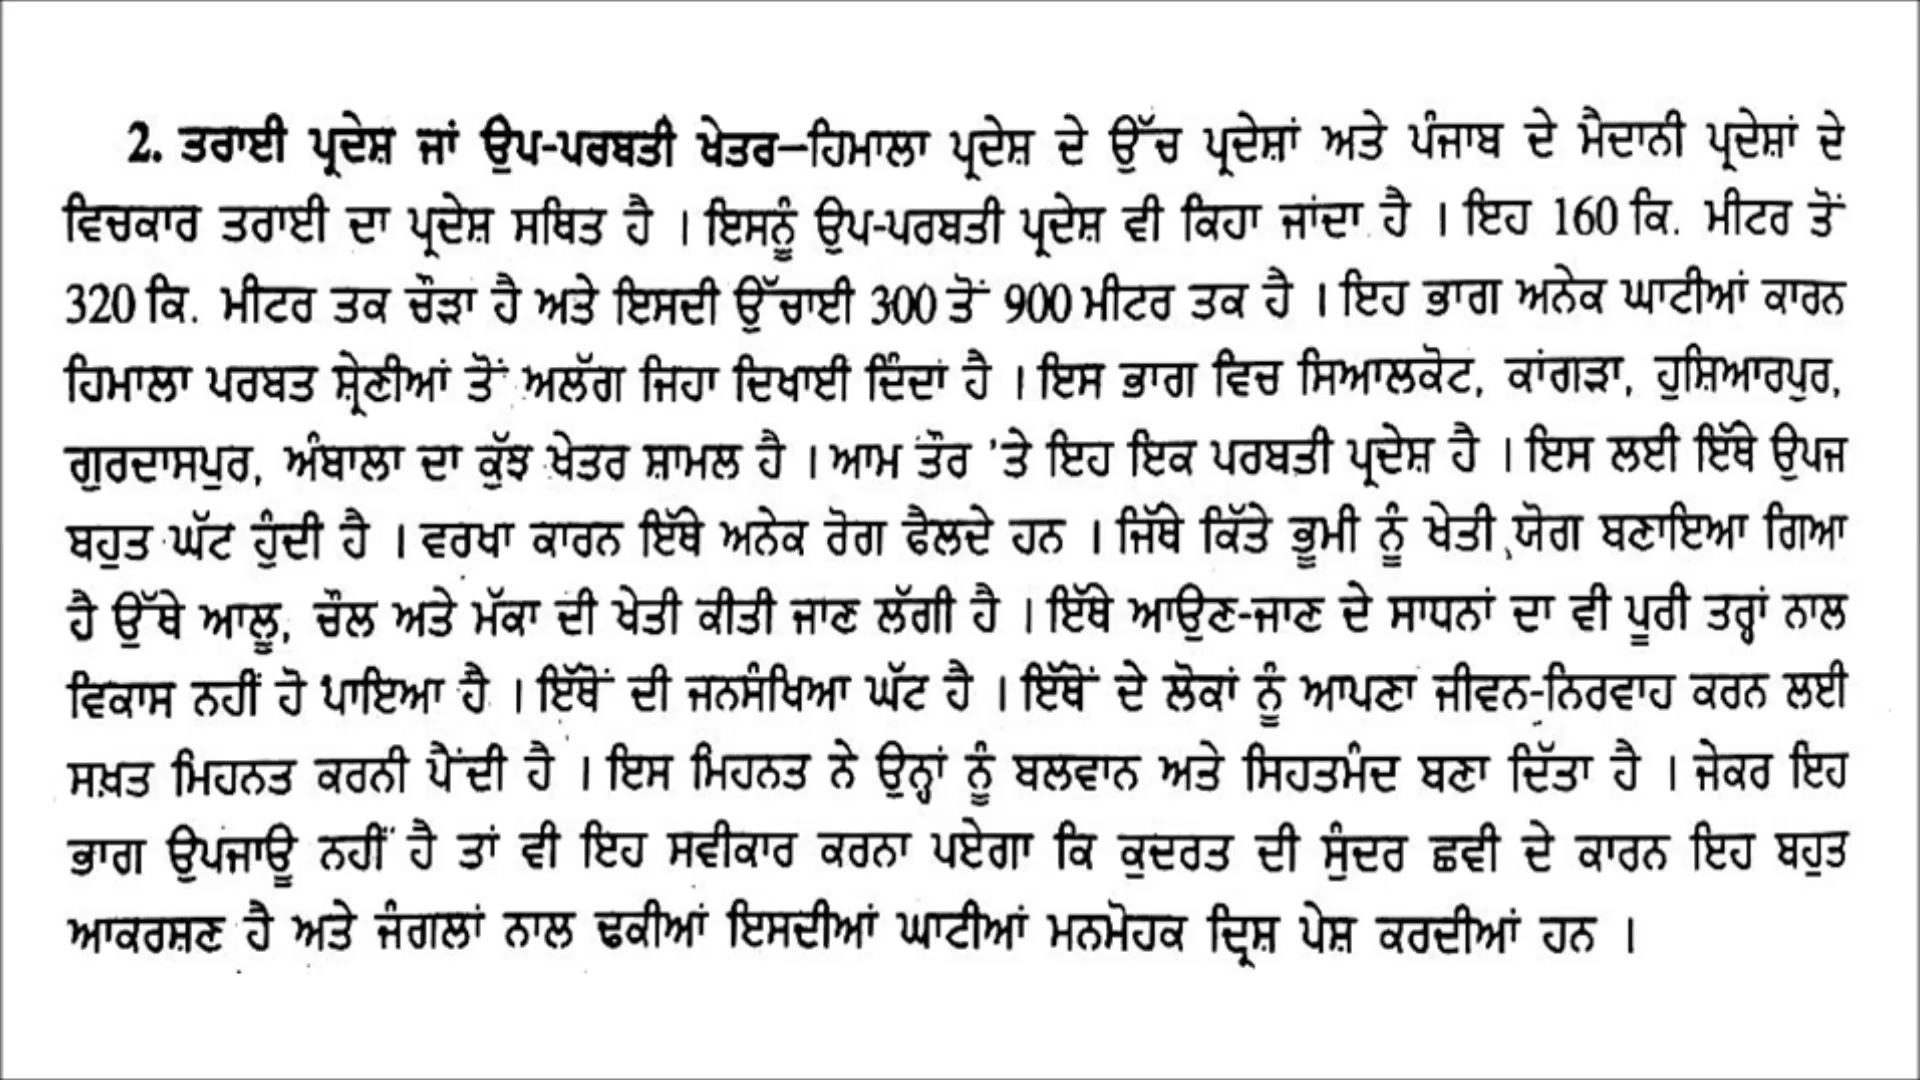 2. ਤਰਾਈ ਪ੍ਰਦੇਸ਼ ਜਾਂ ਉਪ-ਪਰਬਤੀ ਖੇਤਰ—ਹਿਮਾਲਾ ਪ੍ਰਦੇਸ਼ ਦੇ ਉੱਚ ਪ੍ਰਦੇਸ਼ਾਂ ਅਤੇ ਪੰਜਾਬ ਦੇ ਮੈਦਾਨੀ ਪ੍ਰਦੇਸ਼ਾਂ ਦੇ
ਵਿਚਕਾਰ ਤਰਾਈ ਦਾ ਪ੍ਰਦੇਸ਼ ਸਥਿਤ ਹੈ । ਇਸਨੂੰ ਉਪ-ਪਰਬਤੀ ਪ੍ਰਦੇਸ਼ ਵੀ ਕਿਹਾ ਜਾਂਦਾ ਹੈ । ਇਹ 160 ਕਿ. ਮੀਟਰ ਤੋਂ
320 ਕਿ. ਮੀਟਰ ਤਕ ਚੌੜਾ ਹੈ ਅਤੇ ਇਸਦੀ ਉੱਚਾਈ 300 ਤੋਂ 900 ਮੀਟਰ ਤਕ ਹੈ । ਇਹ ਭਾਗ ਅਨੇਕ ਘਾਟੀਆਂ ਕਾਰਨ
ਹਿਮਾਲਾ ਪਰਬਤ ਸ਼੍ਰੇਣੀਆਂ ਤੋਂ ਅਲੱਗ ਜਿਹਾ ਦਿਖਾਈ ਦਿੰਦਾਂ ਹੈ । ਇਸ ਭਾਗ ਵਿਚ ਸਿਆਲਕੋਟ, ਕਾਂਗੜਾ, ਹੁਸ਼ਿਆਰਪੁਰ,
ਗੁਰਦਾਸਪੁਰ, ਅੰਬਾਲਾ ਦਾ ਕੁੱਝ ਖੇਤਰ ਸ਼ਾਮਲ ਹੈ । ਆਮ ਤੌਰ 'ਤੇ ਇਹ ਇਕ ਪਰਬਤੀ ਪ੍ਰਦੇਸ਼ ਹੈ । ਇਸ ਲਈ ਇੱਥੇ ਉਪਜ
ਬਹੁਤ ਘੱਟ ਹੁੰਦੀ ਹੈ । ਵਰਖਾ ਕਾਰਨ ਇੱਥੇ ਅਨੇਕ ਰੋਗ ਫੈਲਦੇ ਹਨ । ਜਿੱਥੇ ਕਿੱਤੇ ਭੂਮੀ ਨੂੰ ਖੇਤੀ ਯੋਗ ਬਣਾਇਆ ਗਿਆ
ਹੈ ਉੱਥੇ ਆਲੂ, ਚੌਲ ਅਤੇ ਮੱਕਾ ਦੀ ਖੇਤੀ ਕੀਤੀ ਜਾਣ ਲੱਗੀ ਹੈ । ਇੱਥੇ ਆਉਣ-ਜਾਣ ਦੇ ਸਾਧਨਾਂ ਦਾ ਵੀ ਪੂਰੀ ਤਰ੍ਹਾਂ ਨਾਲ
ਵਿਕਾਸ ਨਹੀਂ ਹੋ ਪਾਇਆ ਹੈ । ਇੱਥੋਂ ਦੀ ਜਨਸੰਖਿਆ ਘੱਟ ਹੈ । ਇੱਥੋਂ ਦੇ ਲੋਕਾਂ ਨੂੰ ਆਪਣਾ ਜੀਵਨ-ਨਿਰਵਾਹ ਕਰਨ ਲਈ
ਸਖ਼ਤ ਮਿਹਨਤ ਕਰਨੀ ਪੈਂਦੀ ਹੈ । ਇਸ ਮਿਹਨਤ ਨੇ ਉਨ੍ਹਾਂ ਨੂੰ ਬਲਵਾਨ ਅਤੇ ਸਿਹਤਮੰਦ ਬਣਾ ਦਿੱਤਾ ਹੈ । ਜੇਕਰ ਇਹ
ਭਾਗ ਉਪਜਾਊ ਨਹੀਂ ਹੈ ਤਾਂ ਵੀ ਇਹ ਸਵੀਕਾਰ ਕਰਨਾ ਪਏਗਾ ਕਿ ਕੁਦਰਤ ਦੀ ਸੁੰਦਰ ਛਵੀ ਦੇ ਕਾਰਨ ਇਹ ਬਹੁਤ
ਆਕਰਸ਼ਣ ਹੈ ਅਤੇ ਜੰਗਲਾਂ ਨਾਲ ਢਕੀਆਂ ਇਸਦੀਆਂ ਘਾਟੀਆਂ ਮਨਮੋਹਕ ਦ੍ਰਿਸ਼ ਪੇਸ਼ ਕਰਦੀਆਂ ਹਨ ।